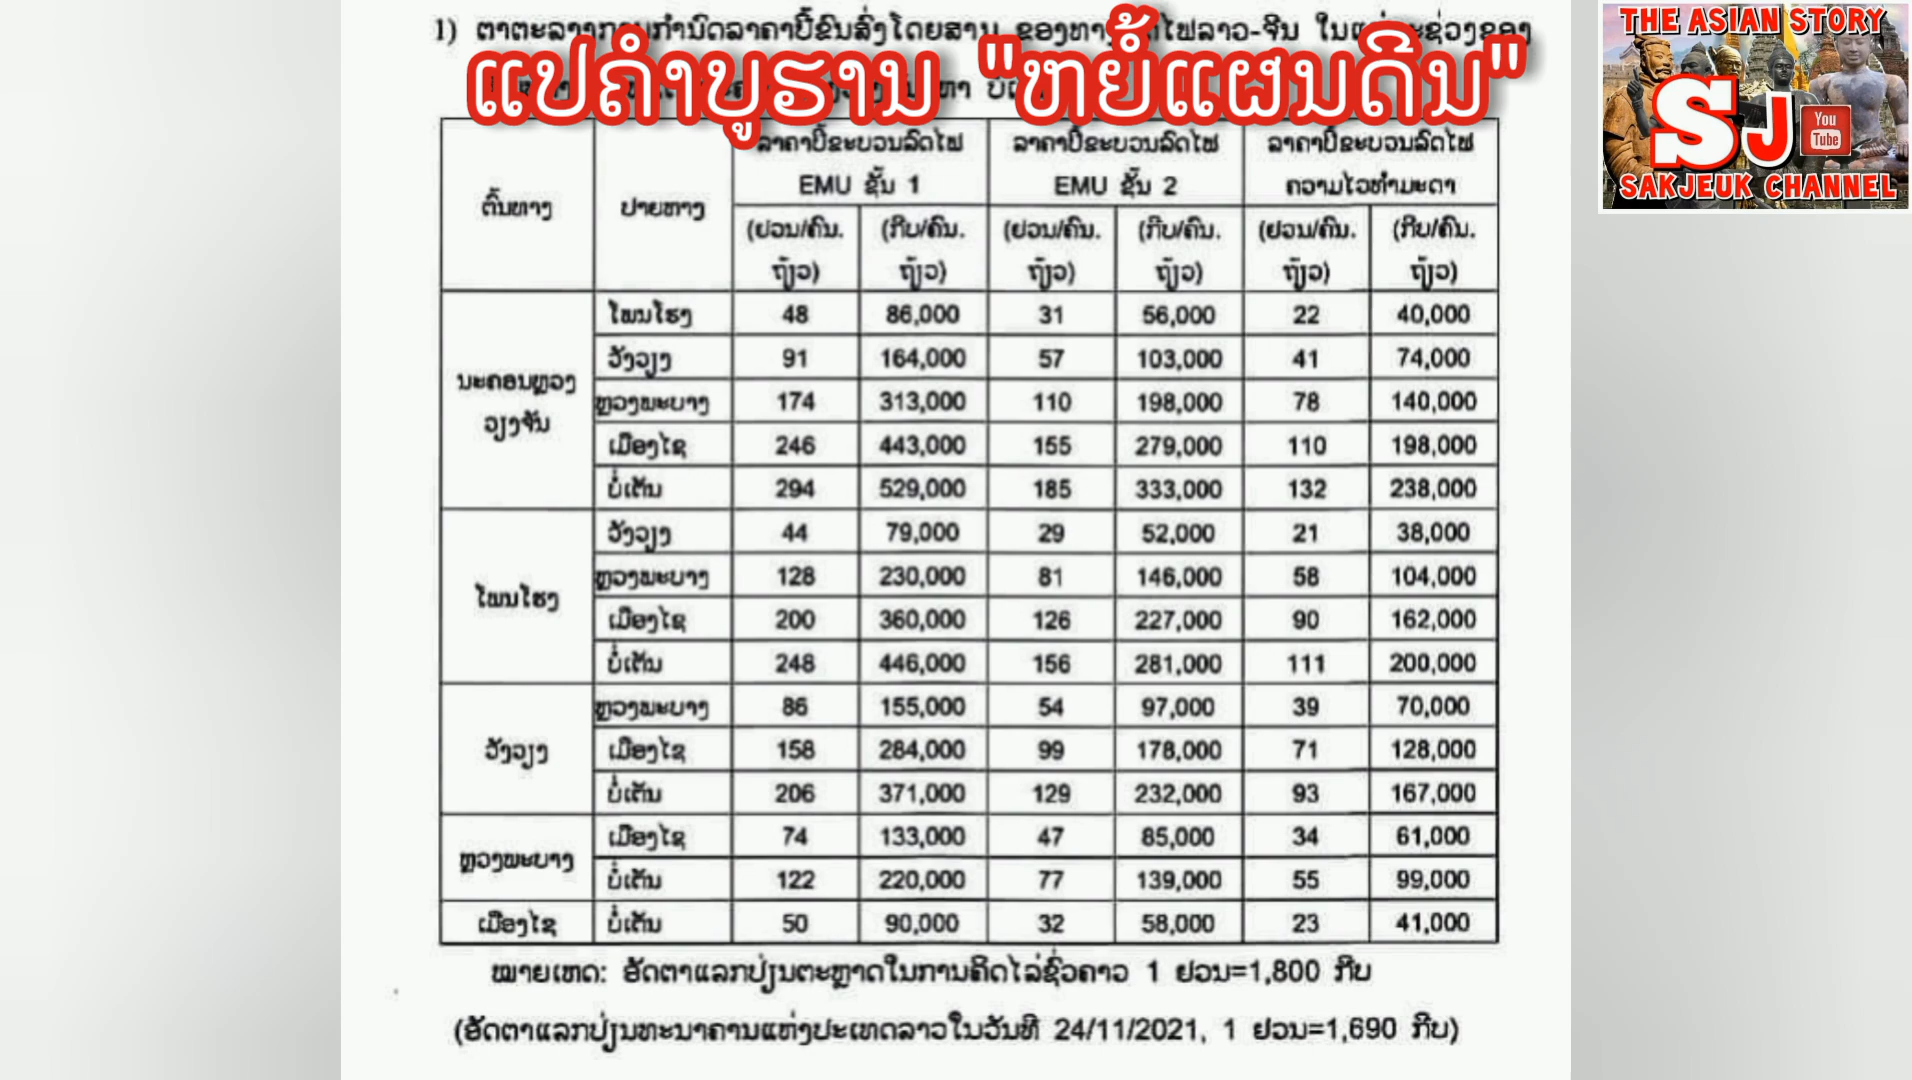 1) ຕາຕະລາງການກຳນົດລາຄາປີ້ຂົນສົ່ງໂດຍສານ ຂອງທາງລົດໄຟລາວ-ຈີນ ໃນແຕ່ລະຊ່ວງຂອງ
ແປຄຳບູຮານ "ຫຍໍ້ແຜນດີນ"
THE ASIAN STORY
SJ
You
Tube
SAKJEUK CHANNEL
ຕົ້ນທາງ ປາຍທາງ ລາຄາປີ້ຂະບວນລົດໄຟ EMU ຊັ້ນ 1 ລາຄາປີ້ຂະບວນລົດໄຟ EMU ຊັ້ນ 2 ລາຄາປີ້ຂະບວນລົດໄຟ ຄວາມໄວທຳມະດາ
(ຢວນ/ຄົນ. ຖ້ຽວ) (ກີບ/ຄົນ. ຖ້ຽວ) (ຢວນ/ຄົນ. ຖ້ຽວ) (ກີບ/ຄົນ. ຖ້ຽວ) (ຢວນ/ຄົນ. ຖ້ຽວ) (ກີບ/ຄົນ. ຖ້ຽວ)
ນະຄອນຫຼວງ ວຽງຈັນ
ໂພນໂຮງ 48 86,000 31 56,000 22 40,000
ວັງວຽງ 91 164,000 57 103,000 41 74,000
ຫຼວງພະບາງ 174 313,000 110 198,000 78 140,000
ເມືອງໄຊ 246 443,000 155 279,000 110 198,000
ບໍ່ເຕັນ 294 529,000 185 333,000 132 238,000
ໂພນໂຮງ
ວັງວຽງ 44 79,000 29 52,000 21 38,000
ຫຼວງພະບາງ 128 230,000 81 146,000 58 104,000
ເມືອງໄຊ 200 360,000 126 227,000 90 162,000
ບໍ່ເຕັນ 248 446,000 156 281,000 111 200,000
ວັງວຽງ
ຫຼວງພະບາງ 86 155,000 54 97,000 39 70,000
ເມືອງໄຊ 158 284,000 99 178,000 71 128,000
ບໍ່ເຕັນ 206 371,000 129 232,000 93 167,000
ຫຼວງພະບາງ
ເມືອງໄຊ 74 133,000 47 85,000 34 61,000
ບໍ່ເຕັນ 122 220,000 77 139,000 55 99,000
ເມືອງໄຊ ບໍ່ເຕັນ 50 90,000 32 58,000 23 41,000
ໝາຍເຫດ: ອັດຕາແລກປ່ຽນຕະຫຼາດໃນການຄິດໄລ່ຊົ່ວຄາວ 1 ຢວນ=1,800 ກີບ
(ອັດຕາແລກປ່ຽນທະນາຄານແຫ່ງປະເທດລາວໃນວັນທີ 24/11/2021, 1 ຢວນ=1,690 ກີບ)